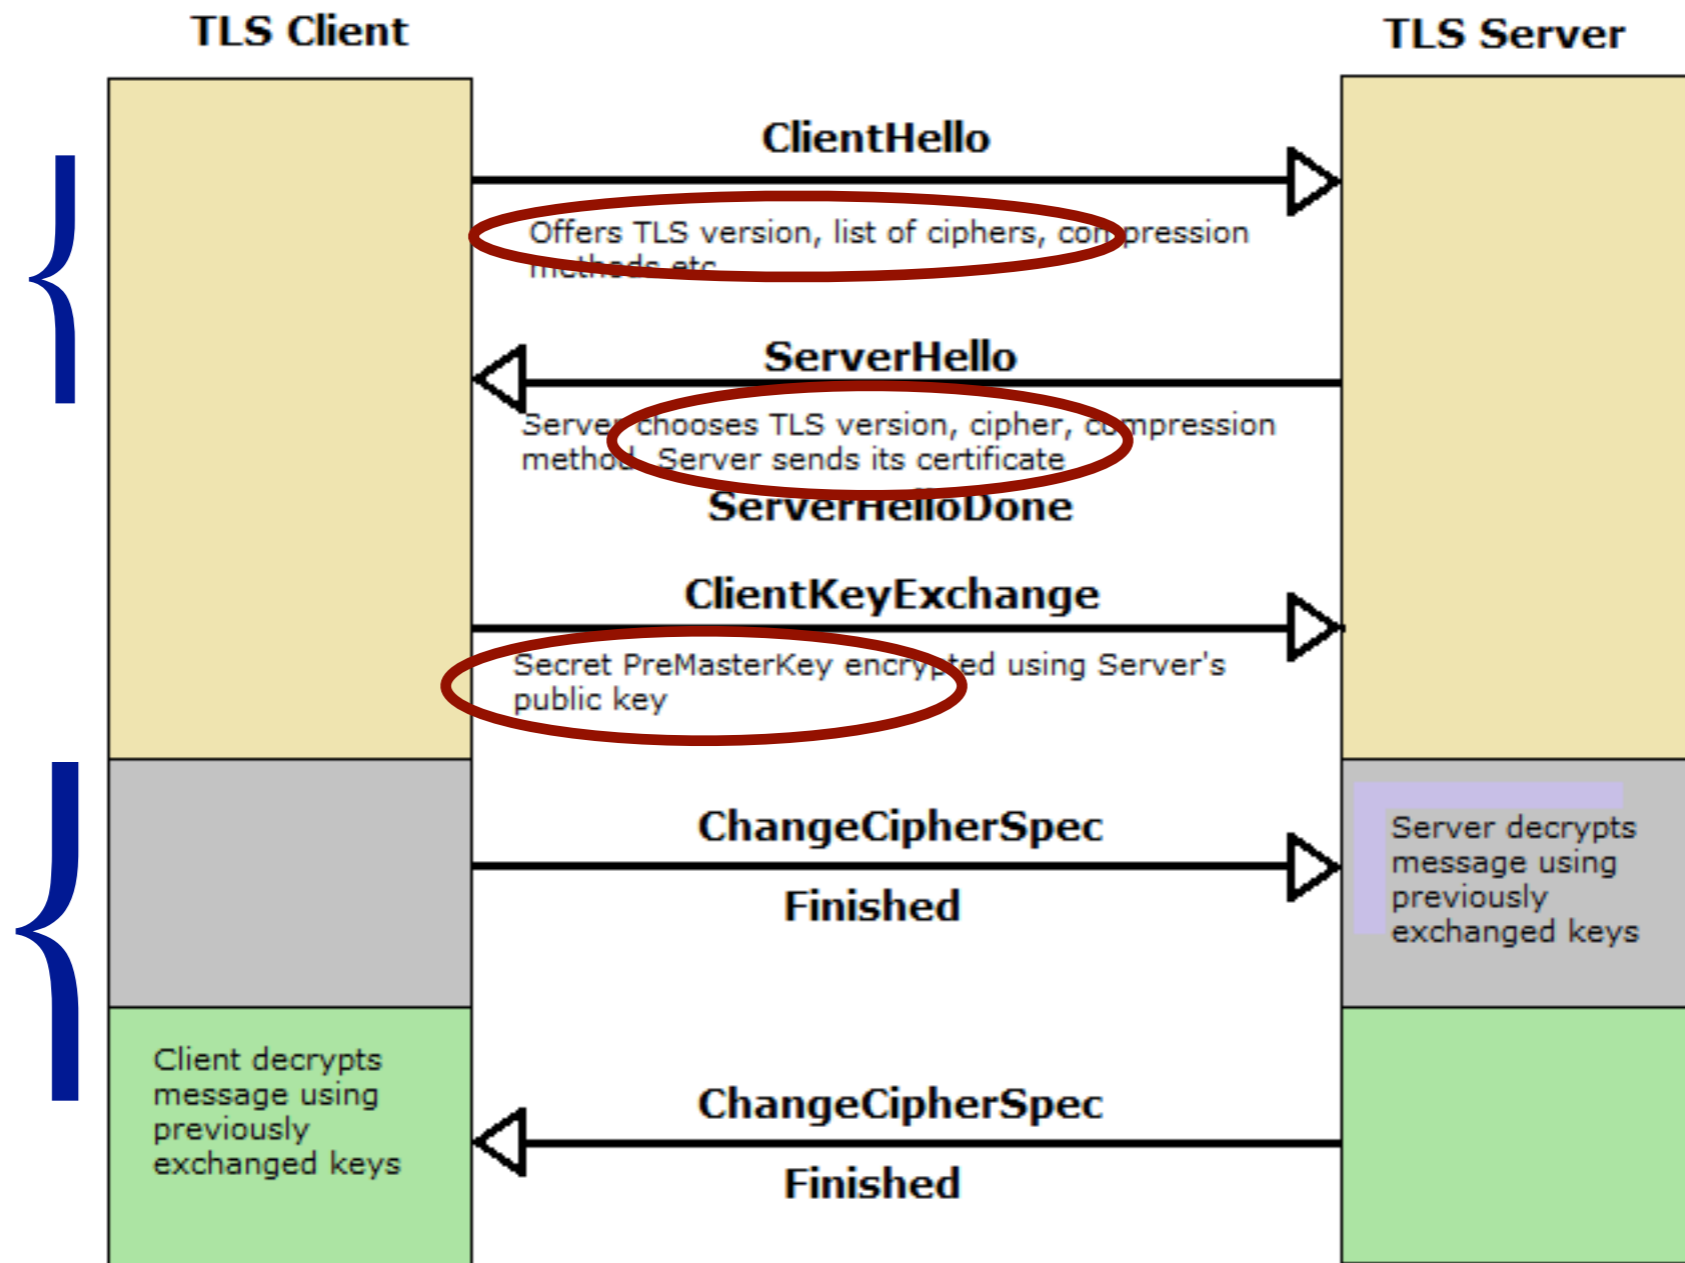 TLS Client
TLS Server
ClientHello
Offers TLS version, list of ciphers, compression
methods etc
ServerHello
Server chooses TLS version, cipher, compression
method. Server sends its certificate
ServerHelloDone
ClientKeyExchange
Secret PreMasterKey encrypted using Server's
public key
ChangeCipherSpec
Finished
Server decrypts
message using
previously
exchanged keys
Client decrypts
message using
previously
exchanged keys
ChangeCipherSpec
Finished